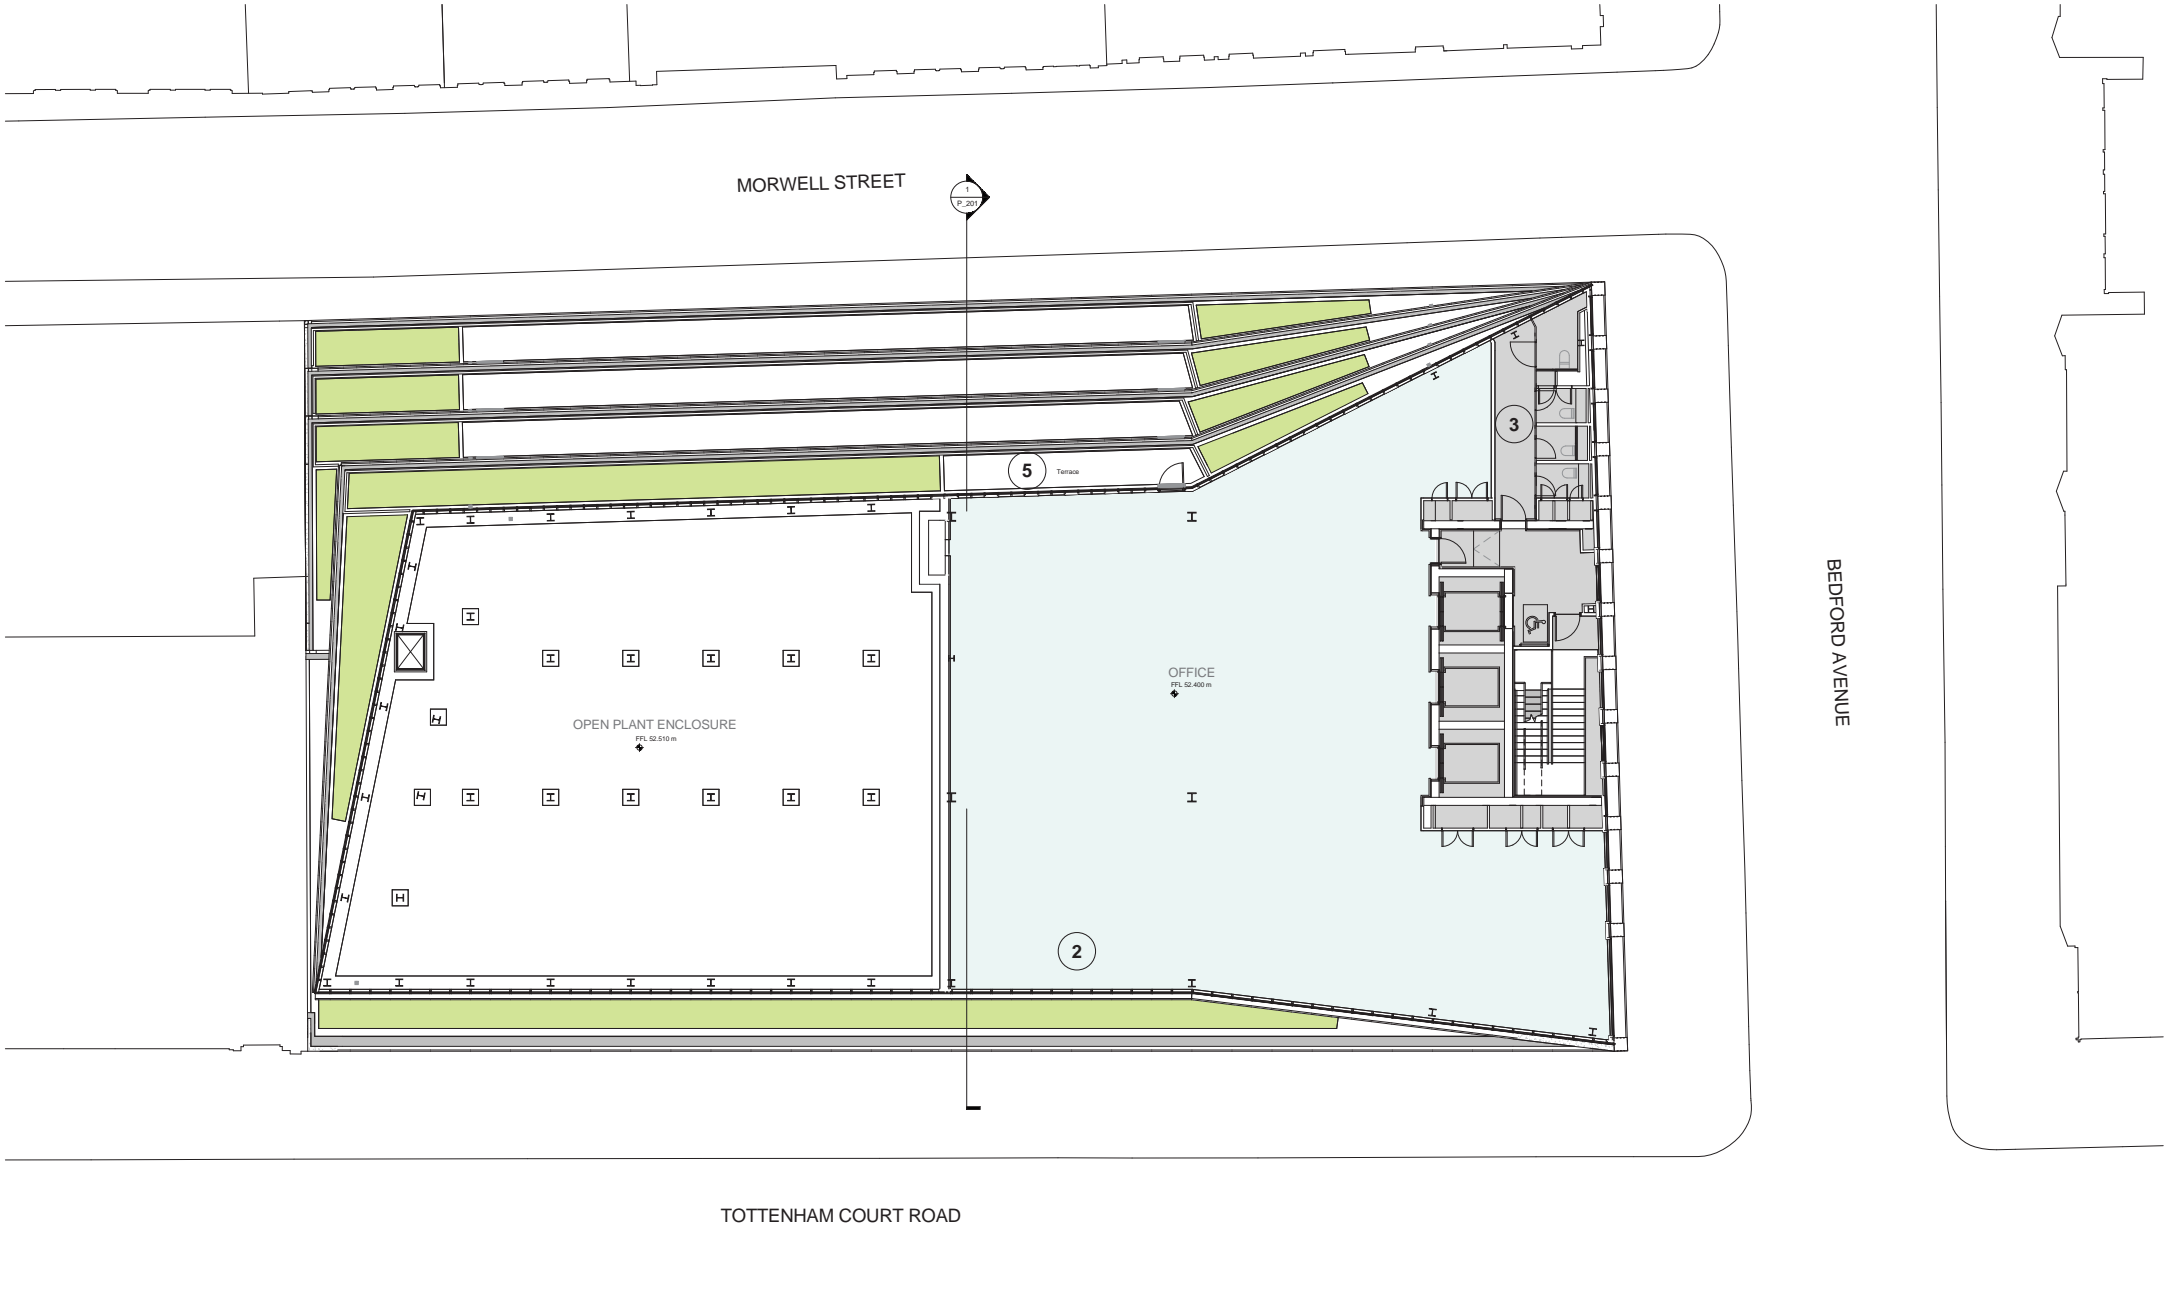 MORWELL STREET
1
P_201
3
5
Terrace
BEDFORD AVENUE
OFFICE
FFL 52.400 m
OPEN PLANT ENCLOSURE
FFL 52.510 m
2
TOTTENHAM COURT ROAD